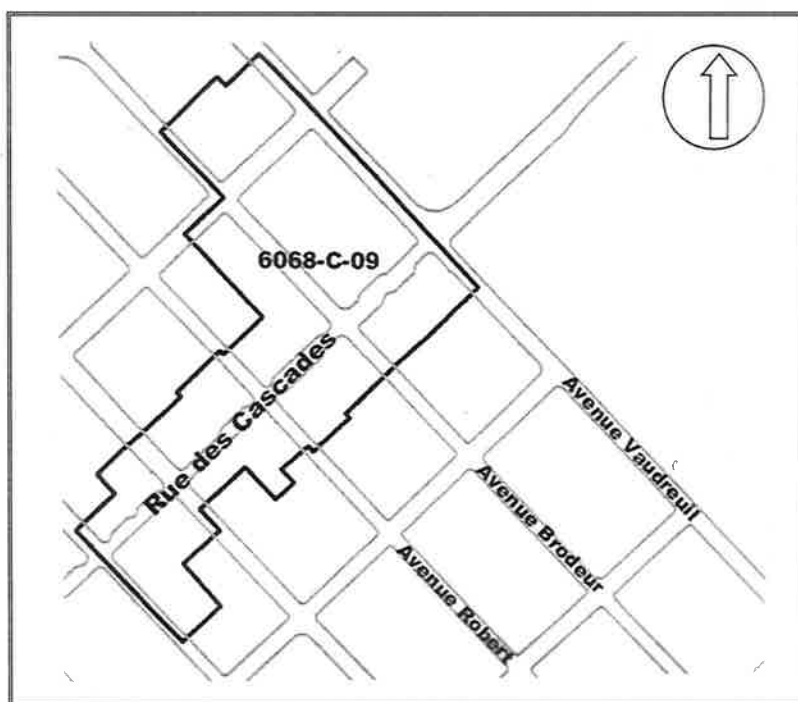 6068-C-09
Rue des Cascades
Avenue Vaudreuil
Avenue Brodeur
Avenue Robert